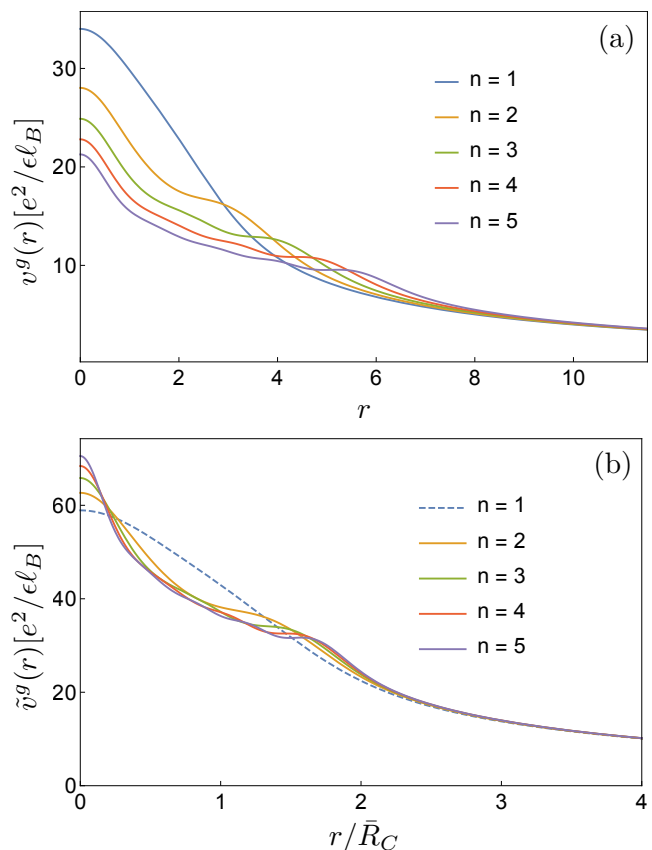 (a)
n = 1
n = 2
n = 3
n = 4
n = 5
30
20
10
v^g(r)[e^2/ϵℓ_B]
0 2 4 6 8 10
r
(b)
n = 1
n = 2
n = 3
n = 4
n = 5
60
40
20
0
ṽ^g(r)[e^2/ϵℓ_B]
0 1 2 3 4
r/R̄_C